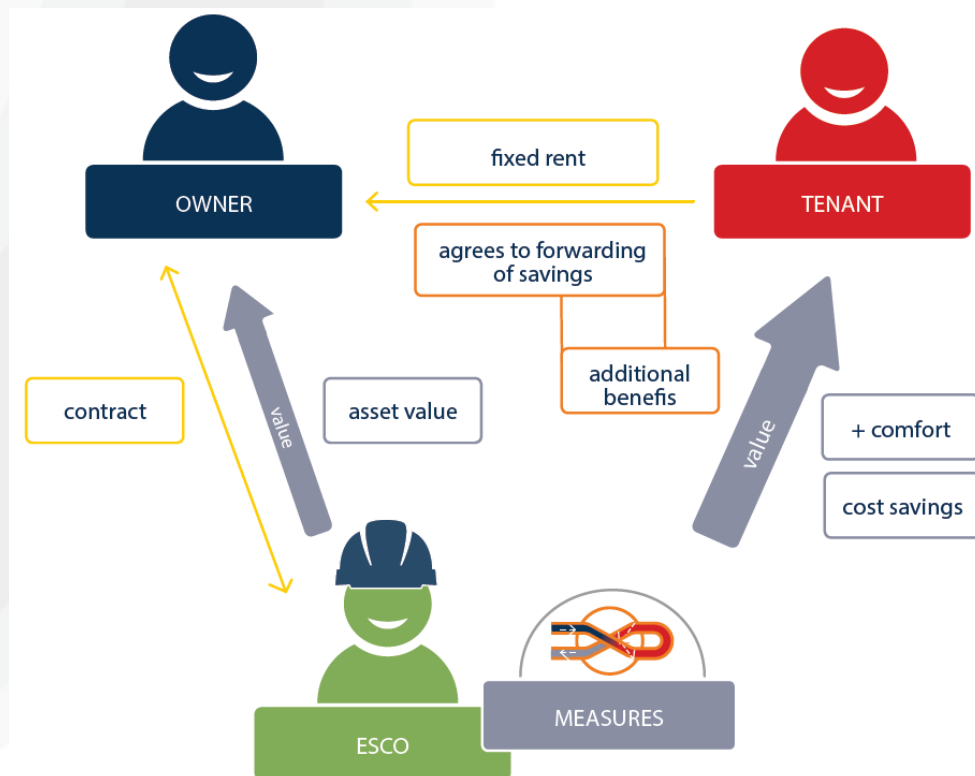 fixed rent
OWNER
TENANT
agrees to forwarding
of savings
additional
benefis
contract
value
asset value
value
+ comfort
cost savings
MEASURES
ESCO